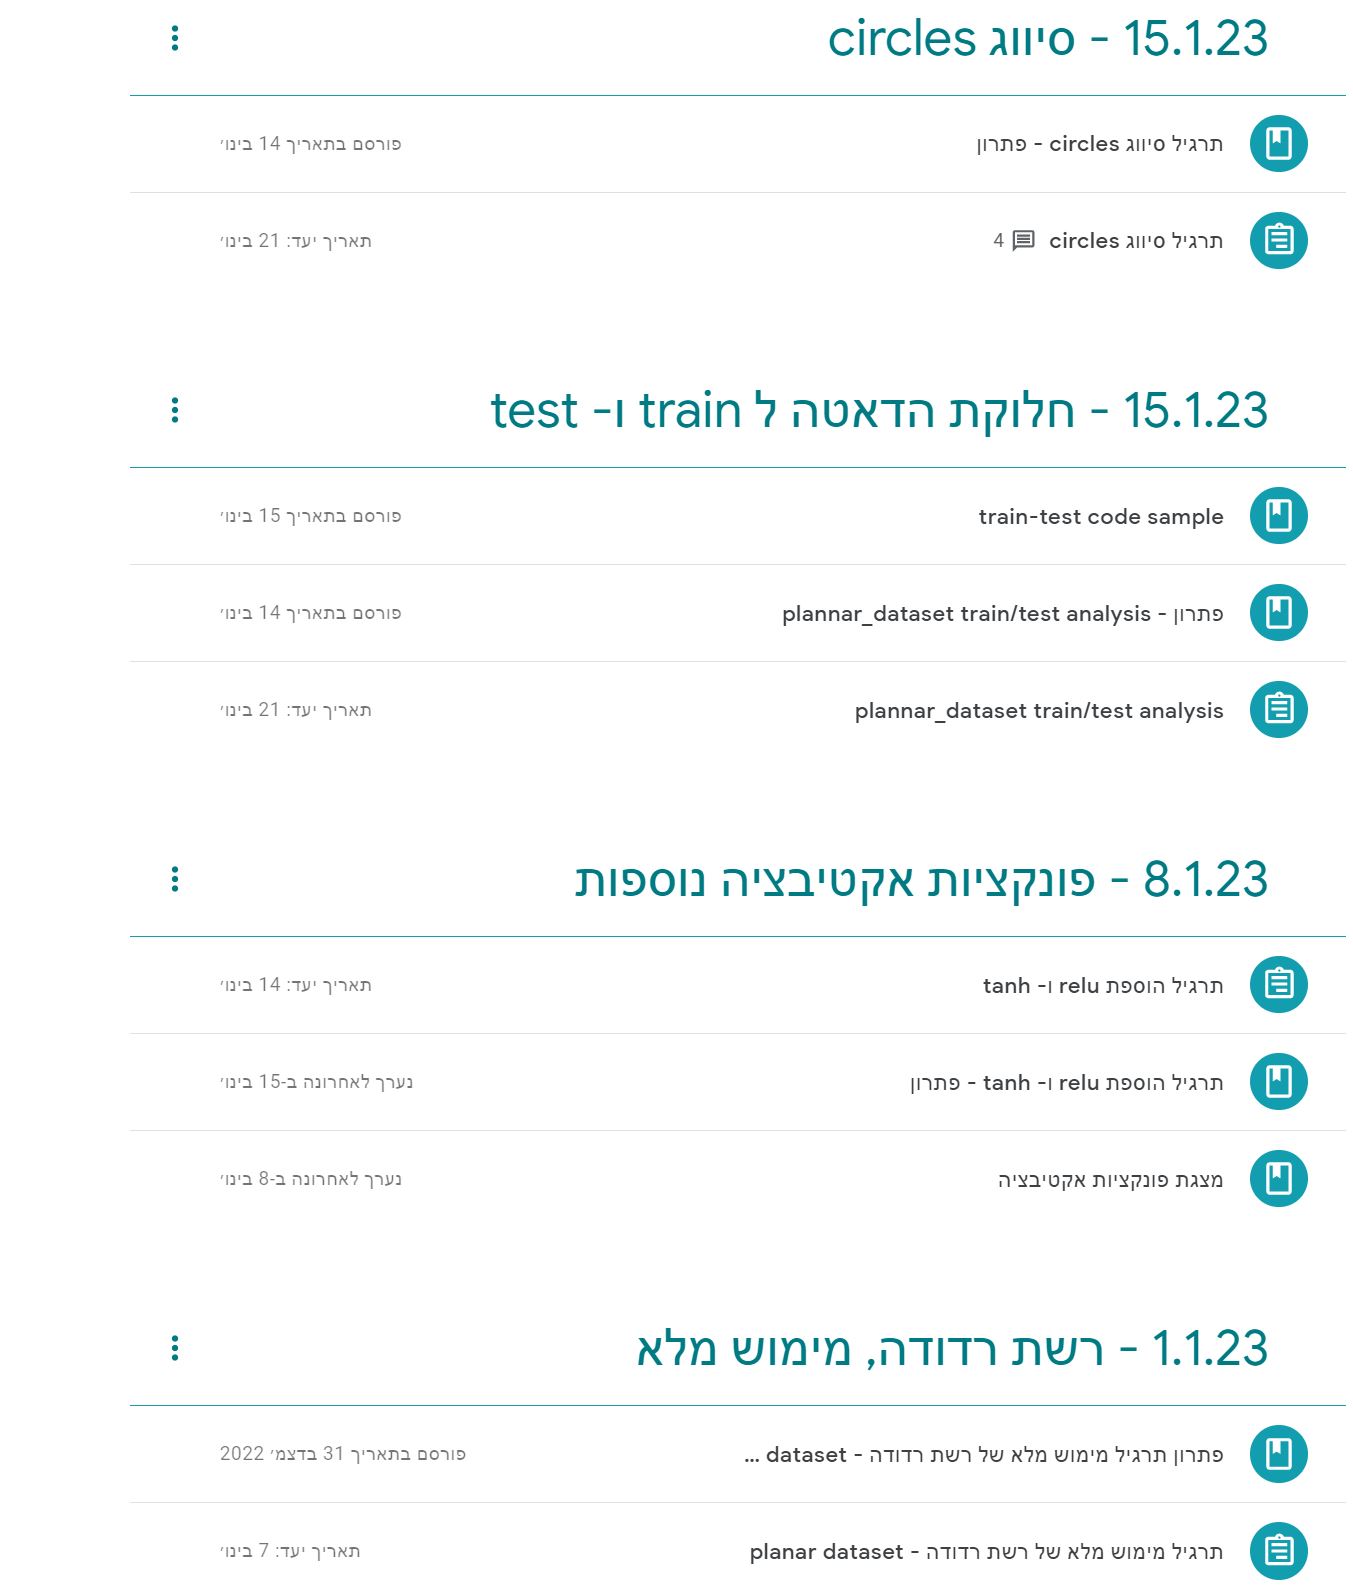 15.1.23 - סיווג circles
תרגיל סיווג circles - פתרון
פורסם בתאריך 14 בינו׳
תרגיל סיווג circles 4
תאריך יעד: 21 בינו׳
15.1.23 - חלוקת הדאטה ל train ו- test
train-test code sample
פורסם בתאריך 15 בינו׳
פתרון - plannar_dataset train/test analysis
פורסם בתאריך 14 בינו׳
plannar_dataset train/test analysis
תאריך יעד: 21 בינו׳
8.1.23 - פונקציות אקטיבציה נוספות
תרגיל הוספת relu ו- tanh
תאריך יעד: 14 בינו׳
תרגיל הוספת relu ו- tanh - פתרון
נערך לאחרונה ב-15 בינו׳
מצגת פונקציות אקטיבציה
נערך לאחרונה ב-8 בינו׳
1.1.23 - רשת רדודה, מימוש מלא
פתרון תרגיל מימוש מלא של רשת רדודה - dataset ...
פורסם בתאריך 31 בדצמ׳ 2022
תרגיל מימוש מלא של רשת רדודה - planar dataset
תאריך יעד: 7 בינו׳